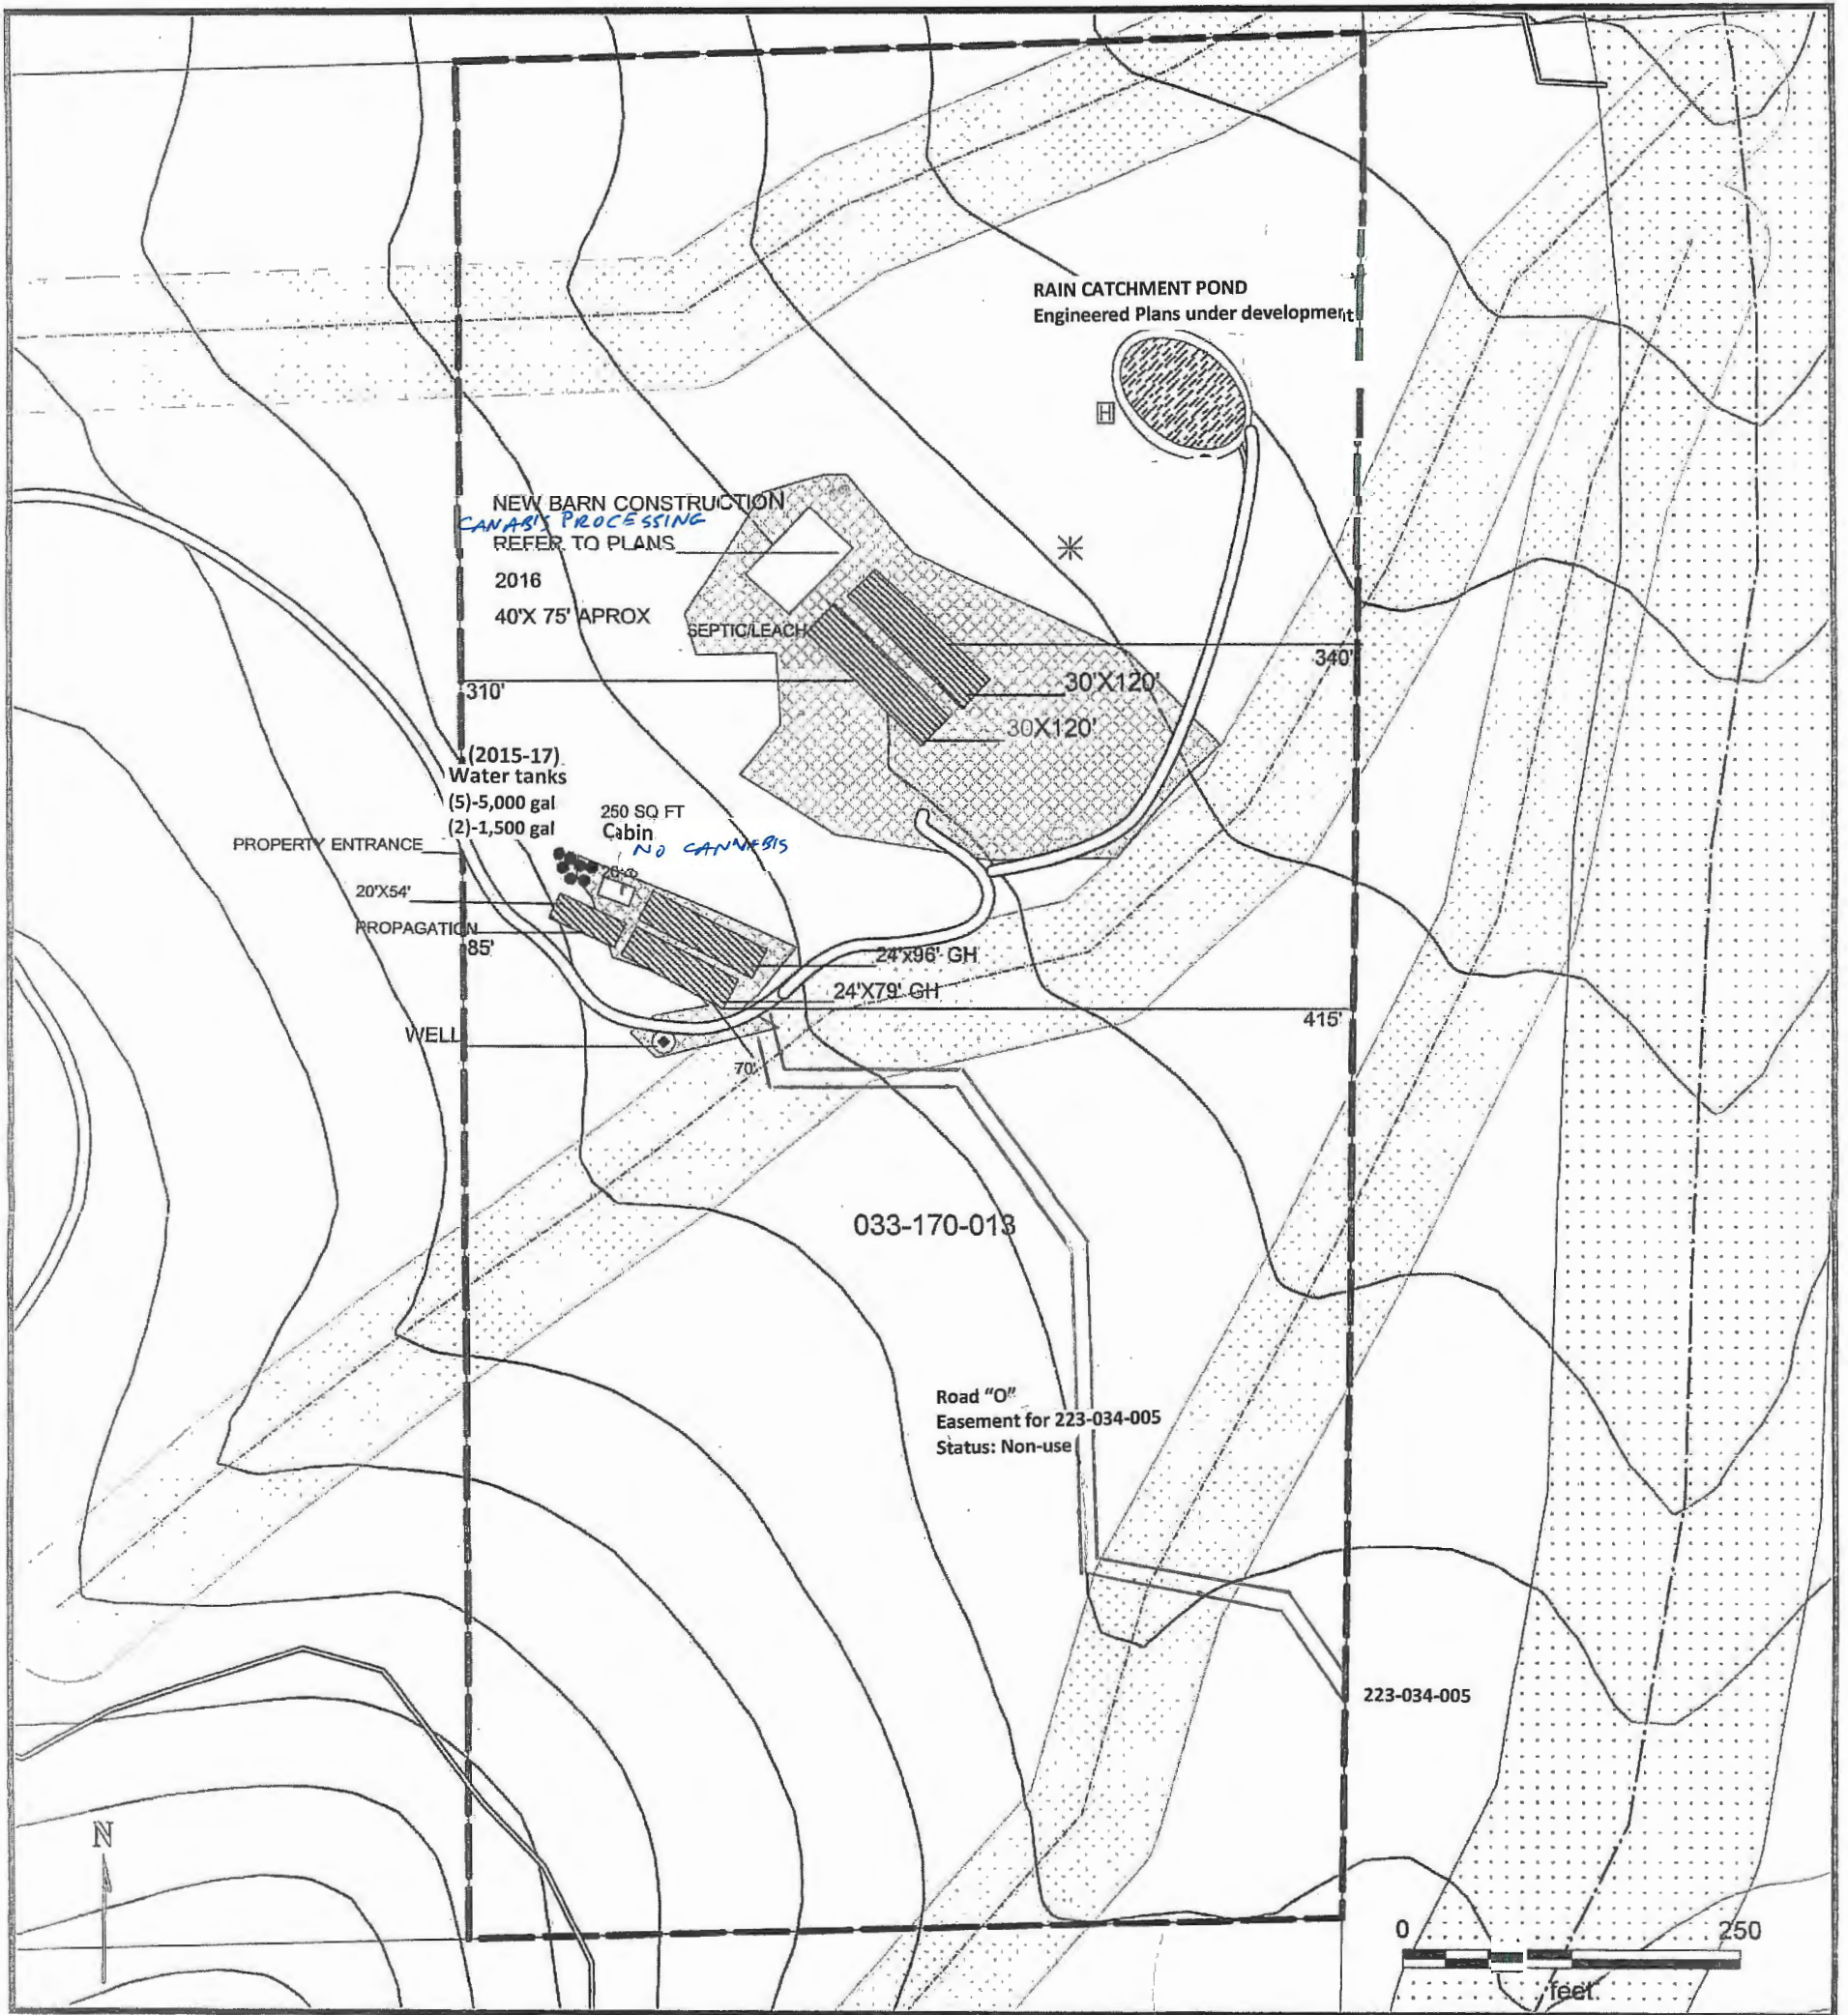 RAIN CATCHMENT POND
Engineered Plans under development
H
NEW BARN CONSTRUCTION
CANABIS PROCESSING
REFER TO PLANS
2016
40'X 75' APROX
SEPTIC/LEACH
340'
310'
30'X120'
30X120'
(2015-17)
Water tanks
(5)-5,000 gal
(2)-1,500 gal
250 SQ FT
Cabin
NO CANNABIS
PROPERTY ENTRANCE
20'X54'
PROPAGATION
85'
24'x96' GH
24'X79' GH
415'
WELL
70'
033-170-013
Road "O"
Easement for 223-034-005
Status: Non-use
223-034-005
N
0 250
feet